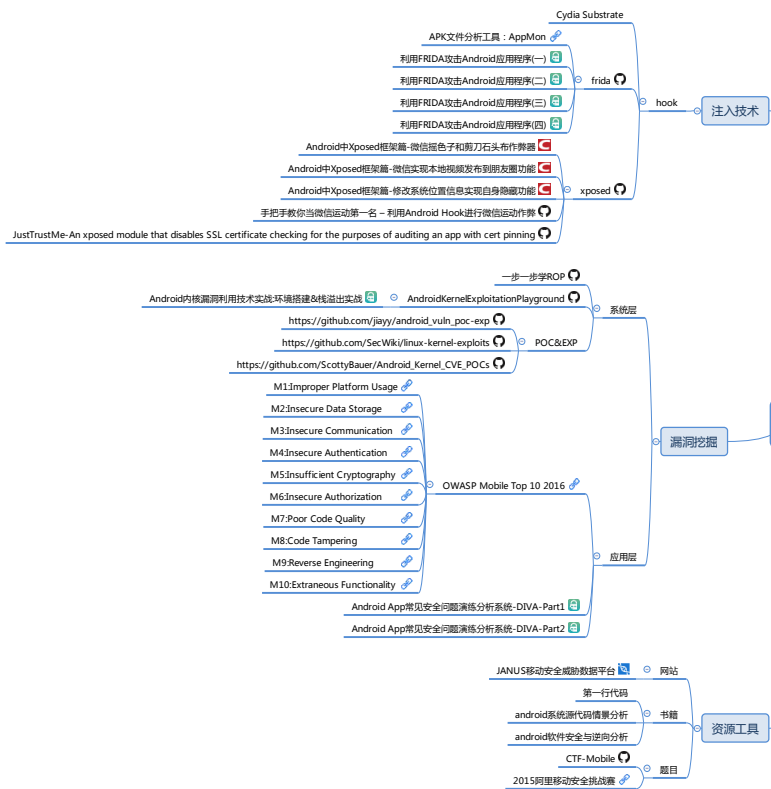 Cydia Substrate
APK文件分析工具：AppMon
利用FRIDA攻击Android应用程序(一)
利用FRIDA攻击Android应用程序(二)
frida
利用FRIDA攻击Android应用程序(三)
利用FRIDA攻击Android应用程序(四)
hook
注入技术
Android中Xposed框架篇-微信摇色子和剪刀石头布作弊器
Android中Xposed框架篇-微信实现本地视频发布到朋友圈功能
Android中Xposed框架篇-修改系统位置信息实现自身隐藏功能
xposed
手把手教你当微信运动第一名 – 利用Android Hook进行微信运动作弊
JustTrustMe-An xposed module that disables SSL certificate checking for the purposes of auditing an app with cert pinning
一步一步学ROP
Android内核漏洞利用技术实战:环境搭建&栈溢出实战
AndroidKernelExploitationPlayground
系统层
https://github.com/jiayy/android_vuln_poc-exp
https://github.com/SecWiki/linux-kernel-exploits
POC&EXP
https://github.com/ScottyBauer/Android_Kernel_CVE_POCs
M1:Improper Platform Usage
M2:Insecure Data Storage
M3:Insecure Communication
漏洞挖掘
M4:Insecure Authentication
M5:Insufficient Cryptography
OWASP Mobile Top 10 2016
M6:Insecure Authorization
M7:Poor Code Quality
M8:Code Tampering
应用层
M9:Reverse Engineering
M10:Extraneous Functionality
Android App常见安全问题演练分析系统-DIVA-Part1
Android App常见安全问题演练分析系统-DIVA-Part2
JANUS移动安全威胁数据平台
网站
第一行代码
android系统源代码情景分析
书籍
android软件安全与逆向分析
资源工具
CTF-Mobile
题目
2015阿里移动安全挑战赛